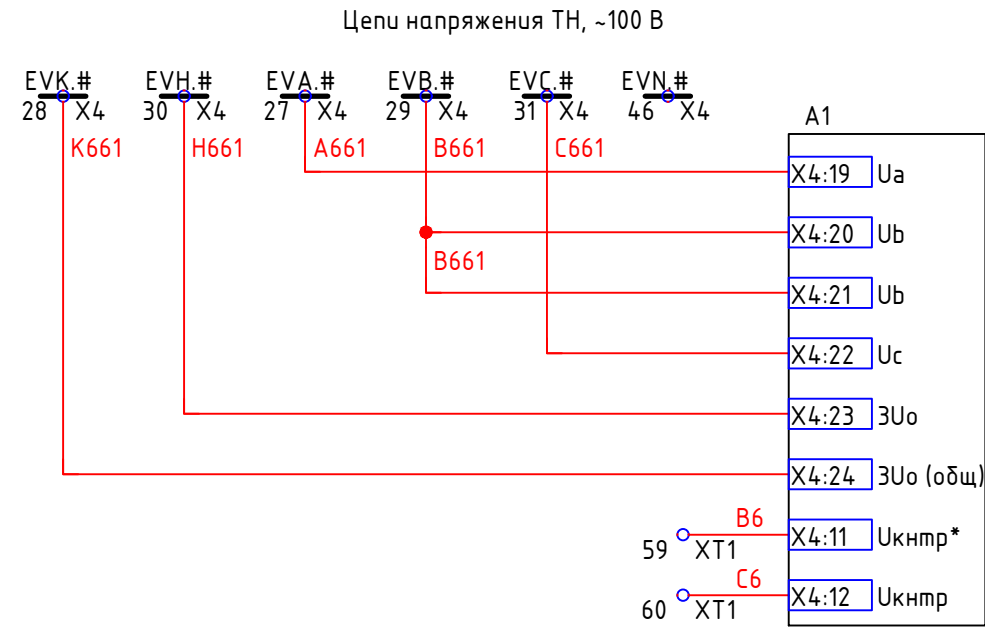 Цепи напряжения ТН, ~100 В
EVK.# EVH.# EVA.# EVB.# EVC.# EVN.#
28 X4 30 X4 27 X4 29 X4 31 X4 46 X4
A1
K661 H661 A661 B661 C661
X4:19 Ua
X4:20 Ub
B661
X4:21 Ub
X4:22 Uc
X4:23 3Uo
X4:24 3Uo (общ)
B6
X4:11 Uкнтр*
59 XT1
C6
X4:12 Uкнтр
60 XT1